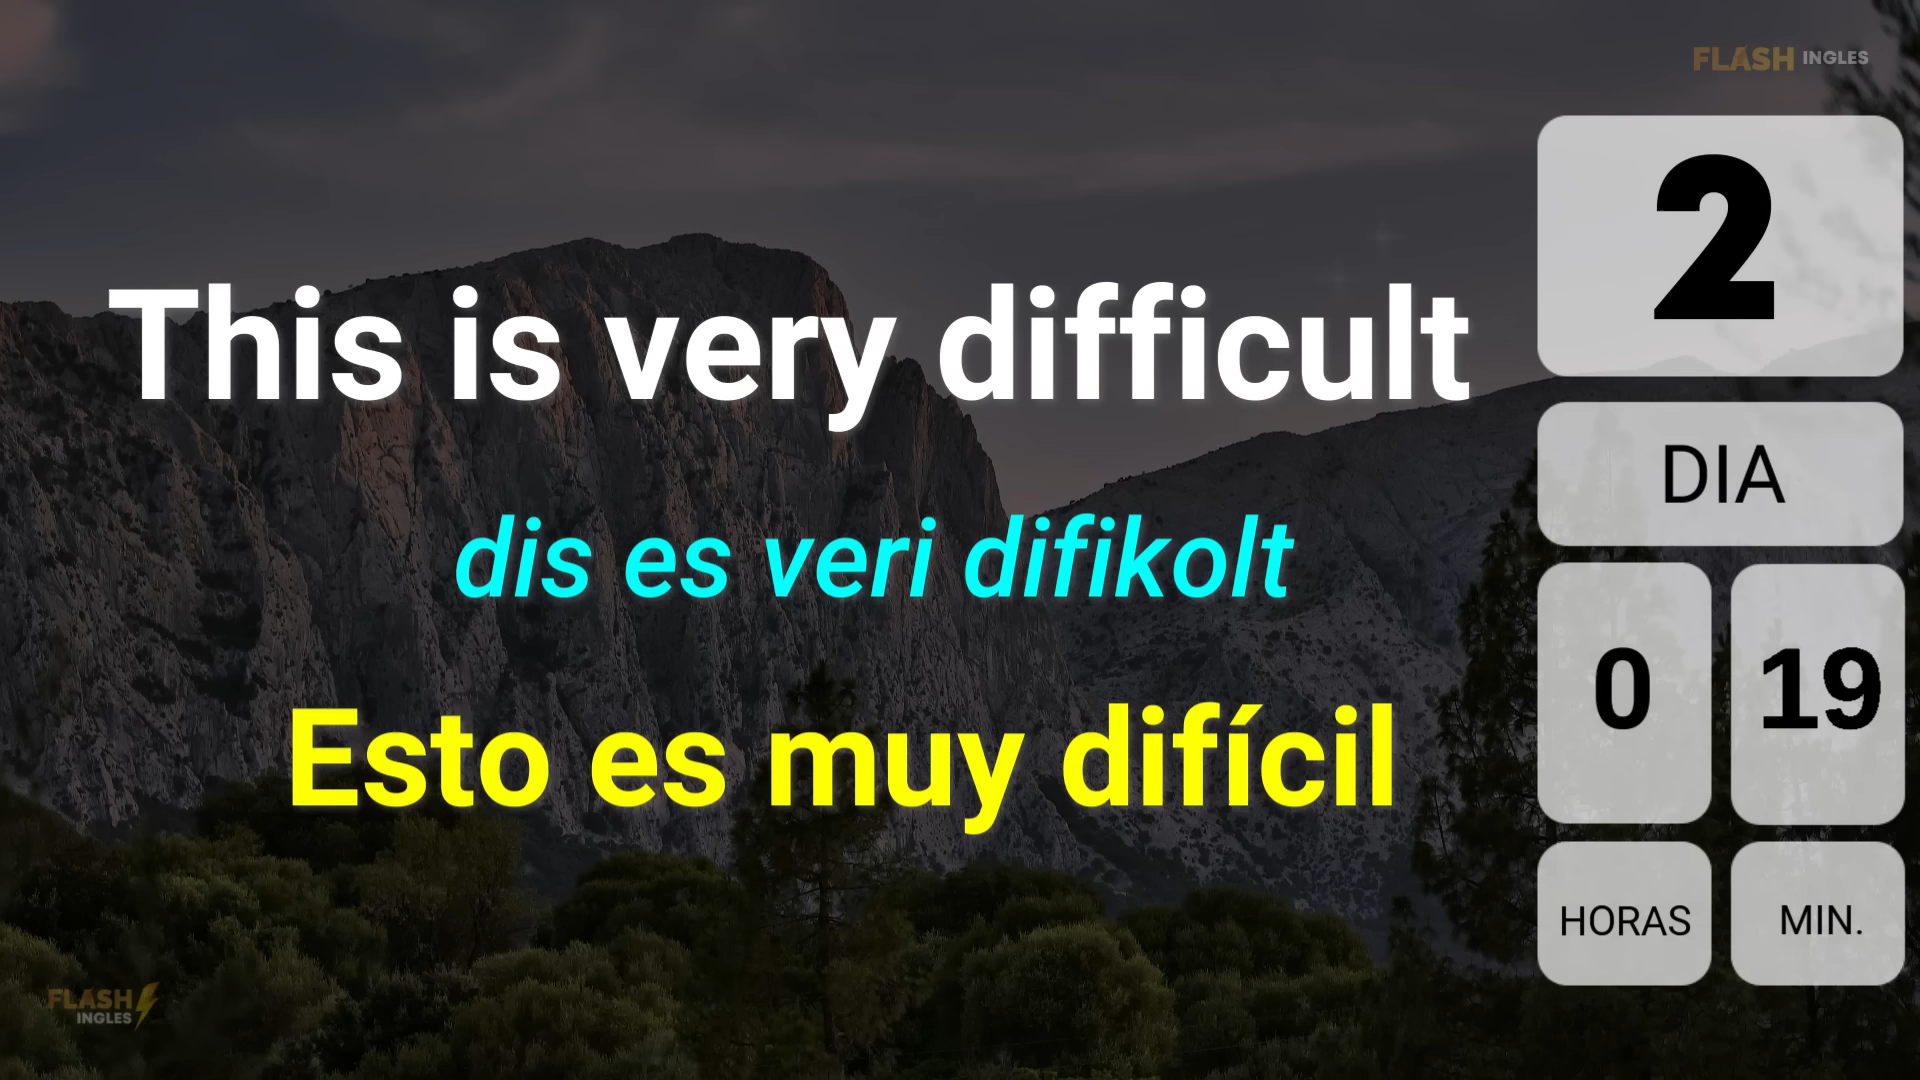 FLASH INGLES
2
DIA
This is very difficult
dis es veri difikolt
Esto es muy difícil
0 19
HORAS MIN.
FLASH
INGLES